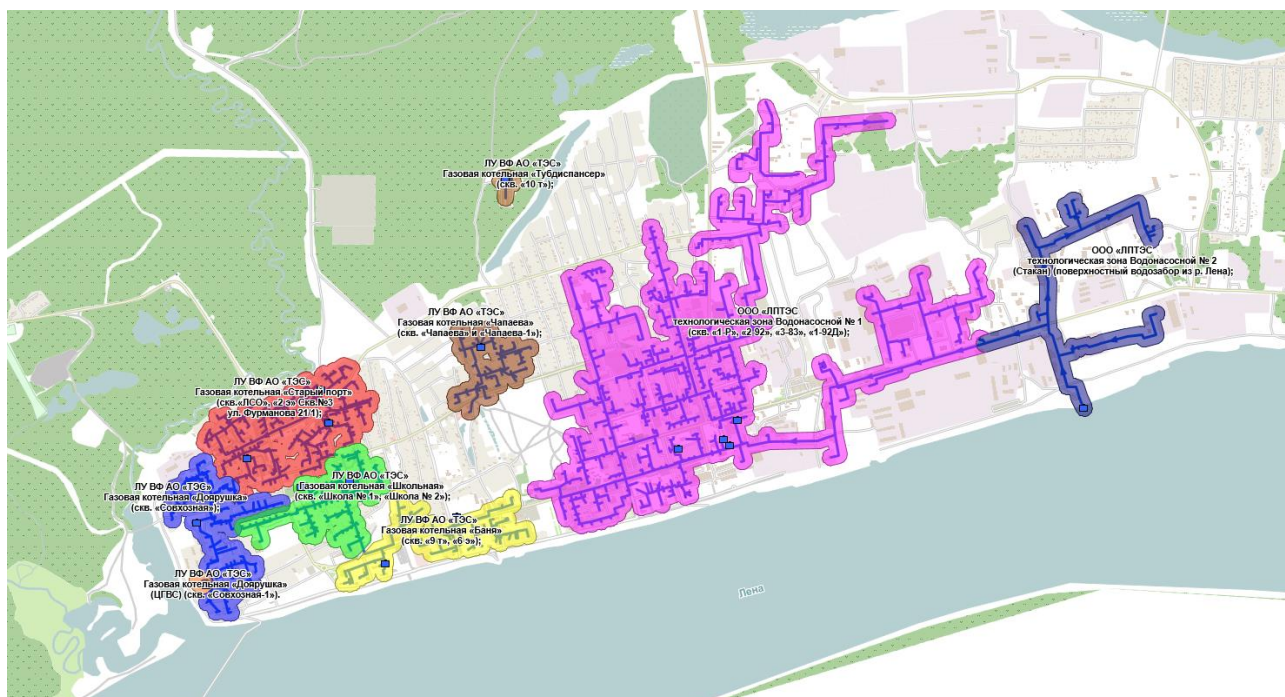 ЛУ ВФ АО «ТЭС»
Газовая котельная «Тубдиспансер»
(скв. «10 т»);
ООО «ЛПТЭС
технологическая зона Водонасосной № 2
(Стакан) (поверхностный водозабор из р. Лена);
ЛУ ВФ АО «ТЭС»
Газовая котельная «Чапаева»
(скв. «Чапаева» и «Чапаева-1»);
ООО «ЛПТЭС
технологическая зона Водонасосной № 1
(скв. «1-Р», «2-92», «3-83», «1-92Д»);
ЛУ ВФ АО «ТЭС»
Газовая котельная «Старый порт»
(скв.«ЛСО», «2 э» Скв.№3
ул. Фурманова 21/1);
ЛУ ВФ АО «ТЭС»
Газовая котельная «Школьная»
(скв. «Школа № 1», «Школа № 2»);
ЛУ ВФ АО «ТЭС»
Газовая котельная «Доярушка»
(скв. «Совхозная»);
ЛУ ВФ АО «ТЭС»
Газовая котельная «Баня»
(скв. «9 т», «6 э»);
ЛУ ВФ АО «ТЭС»
Газовая котельная «Доярушка»
(ЦГВС) (скв. «Совхозная-1»).
Лена